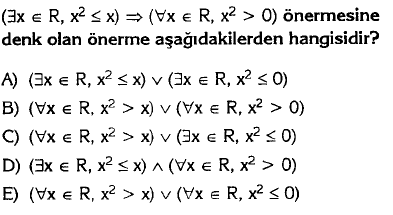 (∃x ∈ R, x² ≤ x) ⇒ (∀x ∈ R, x² > 0) önermesine
denk olan önerme aşağıdakilerden hangisidir?
A) (∃x ∈ R, x² ≤ x) ∨ (∃x ∈ R, x² ≤ 0)
B) (∀x ∈ R, x² > x) ∨ (∀x ∈ R, x² > 0)
C) (∀x ∈ R, x² > x) ∨ (∃x ∈ R, x² ≤ 0)
D) (∃x ∈ R, x² ≤ x) ∧ (∀x ∈ R, x² > 0)
E) (∀x ∈ R, x² > x) ∨ (∀x ∈ R, x² ≤ 0)